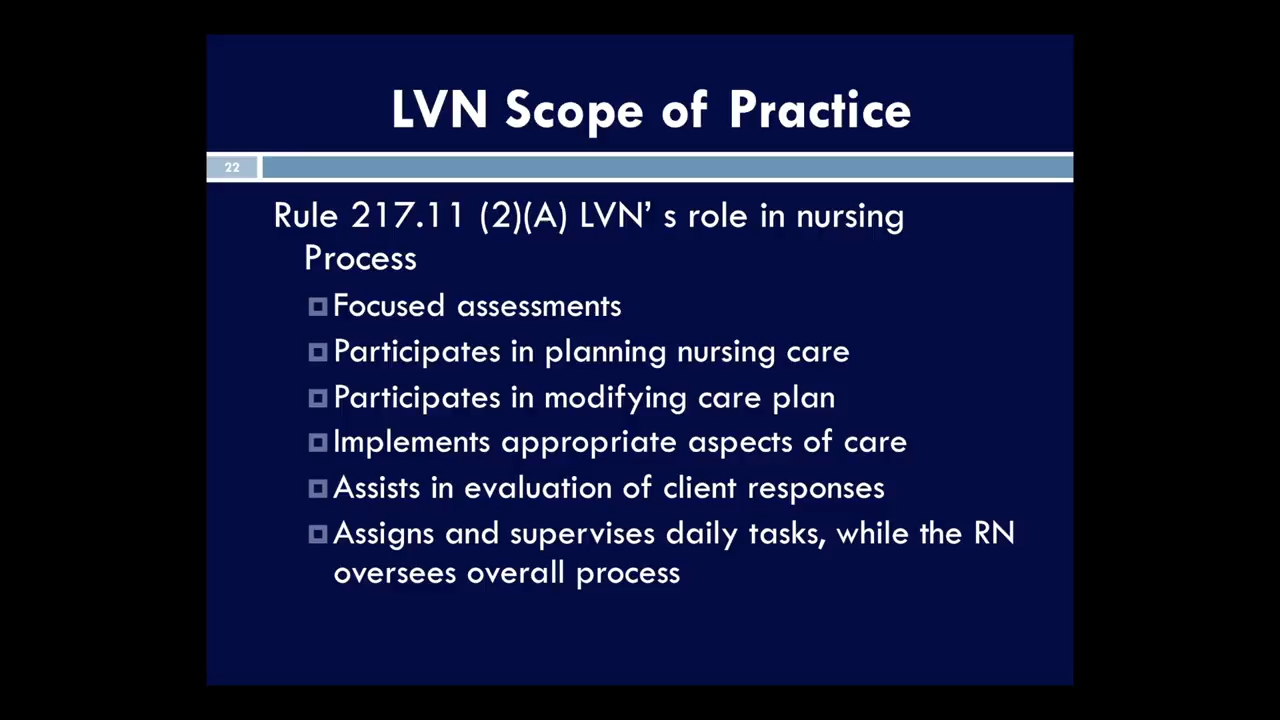 LVN Scope of Practice
22
Rule 217.11 (2)(A) LVN’ s role in nursing
Process
Focused assessments
Participates in planning nursing care
Participates in modifying care plan
Implements appropriate aspects of care
Assists in evaluation of client responses
Assigns and supervises daily tasks, while the RN
oversees overall process